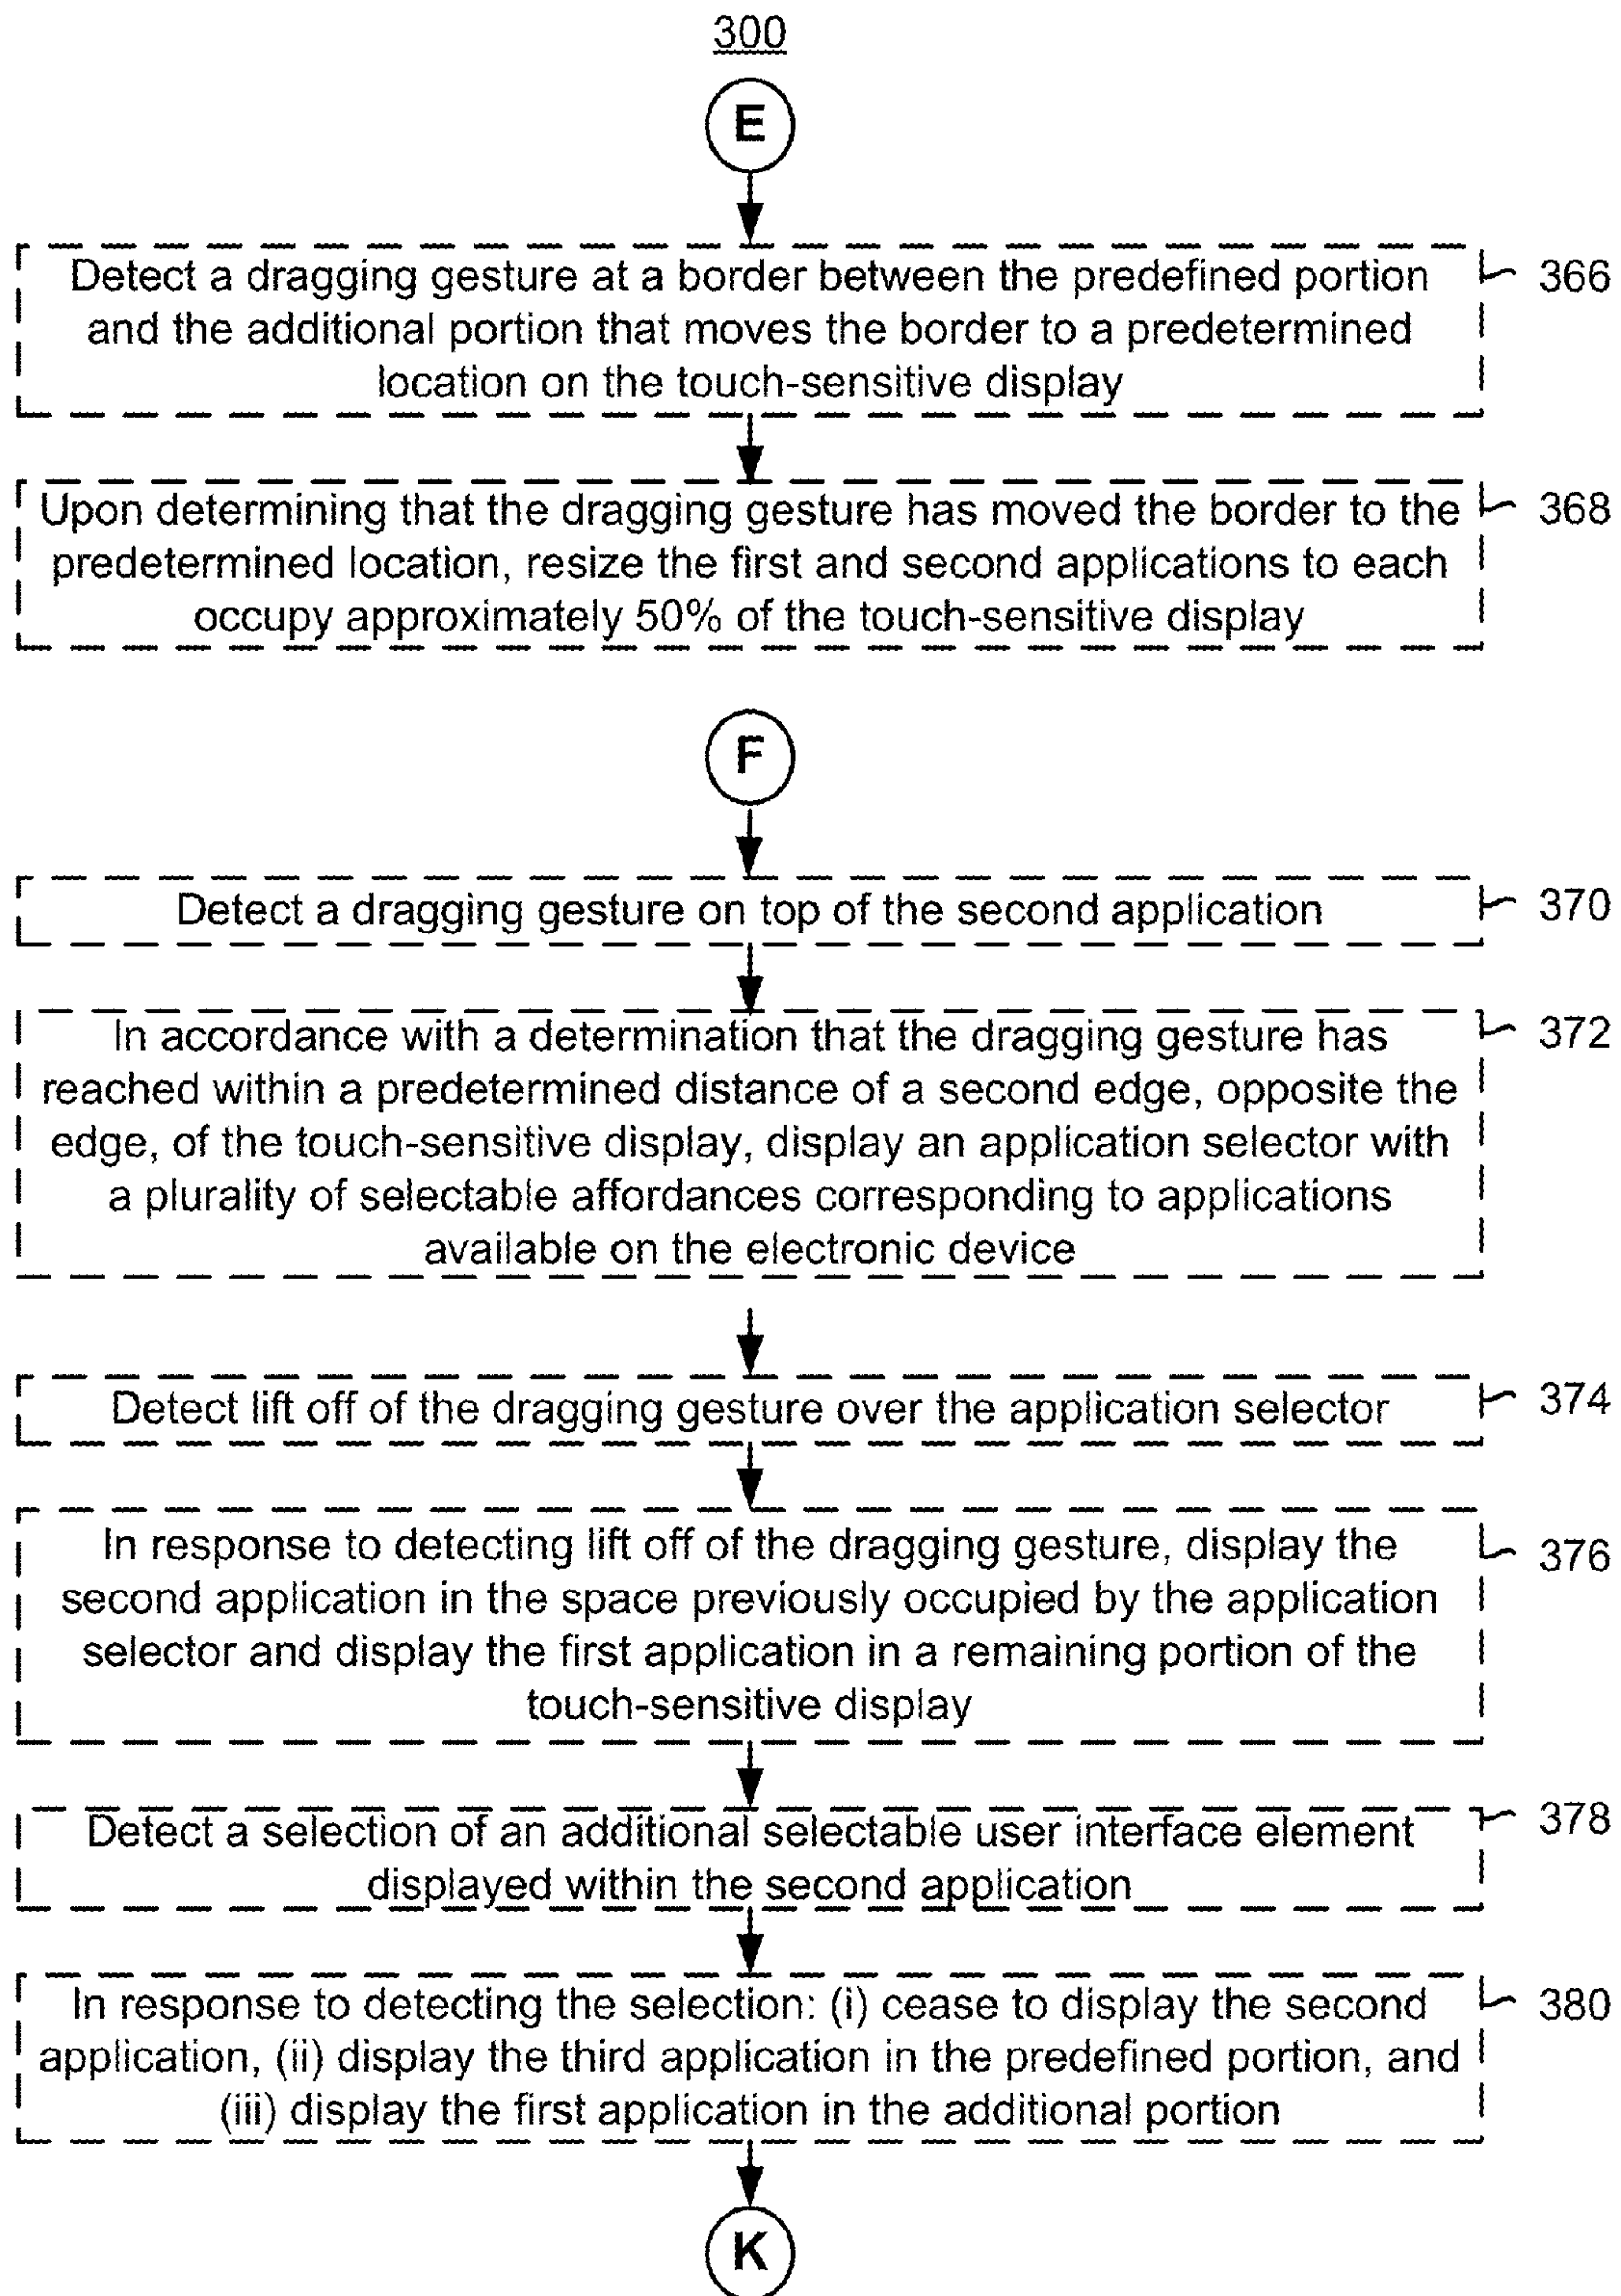 300
E
Detect a dragging gesture at a border between the predefined portion
and the additional portion that moves the border to a predetermined
location on the touch-sensitive display
366
Upon determining that the dragging gesture has moved the border to the
predetermined location, resize the first and second applications to each
occupy approximately 50% of the touch-sensitive display
368
F
Detect a dragging gesture on top of the second application
370
In accordance with a determination that the dragging gesture has
reached within a predetermined distance of a second edge, opposite the
edge, of the touch-sensitive display, display an application selector with
a plurality of selectable affordances corresponding to applications
available on the electronic device
372
Detect lift off of the dragging gesture over the application selector
374
In response to detecting lift off of the dragging gesture, display the
second application in the space previously occupied by the application
selector and display the first application in a remaining portion of the
touch-sensitive display
376
Detect a selection of an additional selectable user interface element
displayed within the second application
378
In response to detecting the selection: (i) cease to display the second
application, (ii) display the third application in the predefined portion, and
(iii) display the first application in the additional portion
380
K